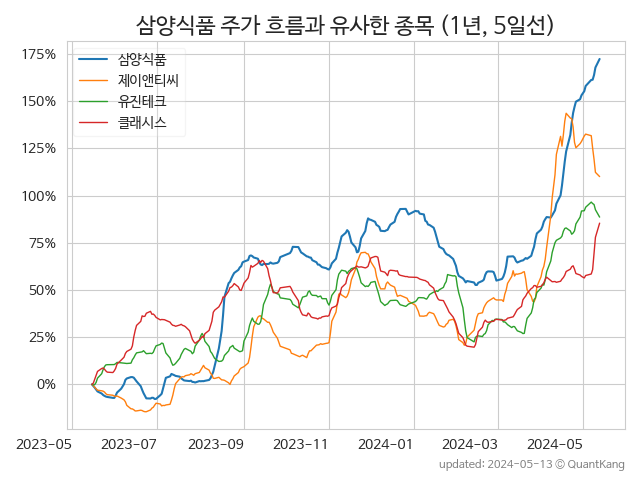 삼양식품 주가 흐름과 유사한 종목 (1년, 5일선)
175%
150%
125%
100%
75%
50%
25%
0%
삼양식품
제이앤티씨
유진테크
클래시스
2023-05 2023-07 2023-09 2023-11 2024-01 2024-03 2024-05
updated: 2024-05-13 ⓒ QuantKang